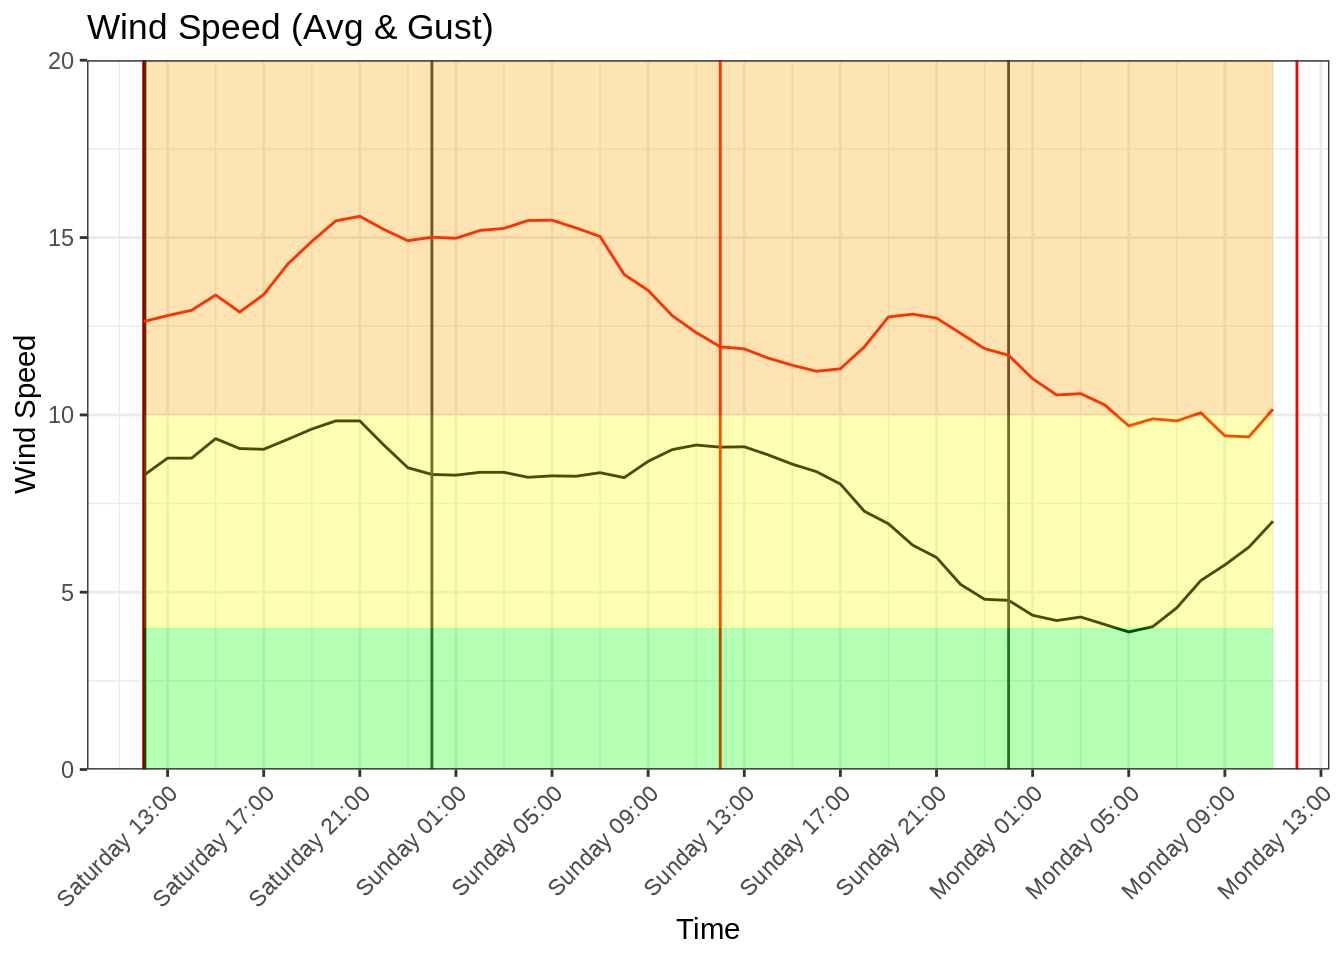 Wind Speed (Avg & Gust)
20
15
10
5
0
Wind Speed
Saturday 13:00
Saturday 17:00
Saturday 21:00
Sunday 01:00
Sunday 05:00
Sunday 09:00
Sunday 13:00
Sunday 17:00
Sunday 21:00
Monday 01:00
Monday 05:00
Monday 09:00
Monday 13:00
Time